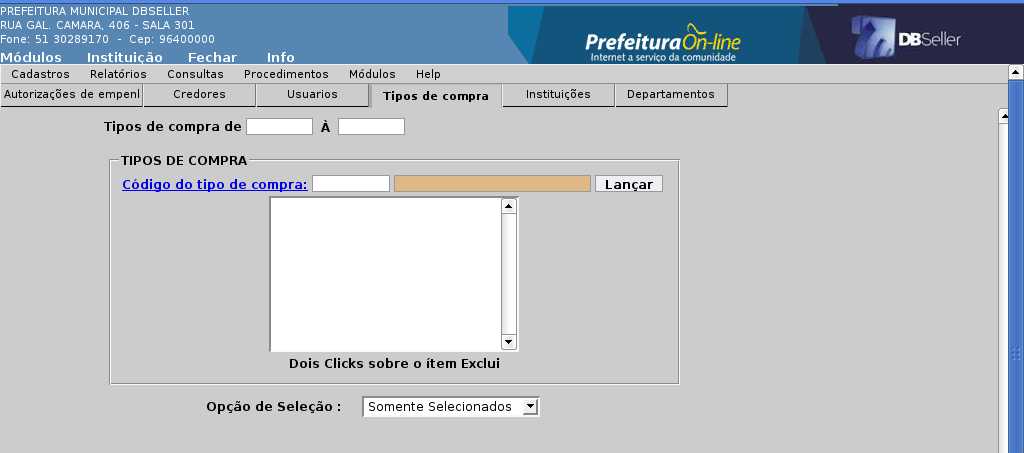 PREFEITURA MUNICIPAL DBSELLER
RUA GAL. CAMARA, 406 - SALA 301
Fone: 51 30289170 - Cep: 96400000
Módulos Instituição Fechar Info
PrefeituraOn-line
Internet a serviço da comunidade
DBSeller
Cadastros Relatórios Consultas Procedimentos Módulos Help
Autorizações de empenl Credores Usuarios Tipos de compra Instituições Departamentos
Tipos de compra de À
TIPOS DE COMPRA
Código do tipo de compra: Lançar
Dois Clicks sobre o ítem Exclui
Opção de Seleção : Somente Selecionados